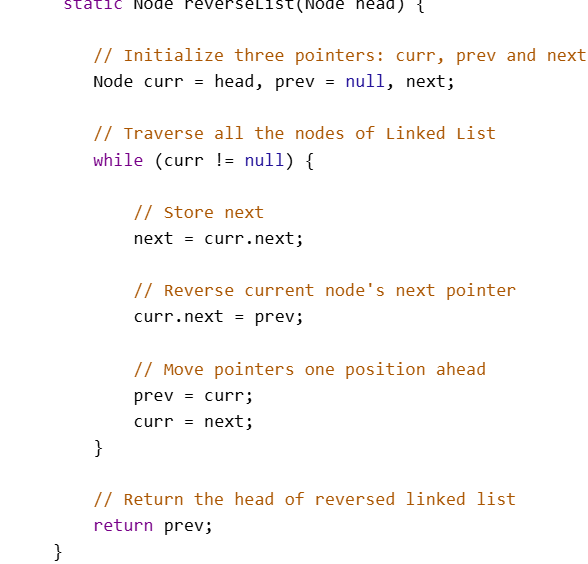 static Node reverseList(Node head) {
// Initialize three pointers: curr, prev and next
Node curr = head, prev = null, next;
// Traverse all the nodes of Linked List
while (curr != null) {
// Store next
next = curr.next;
// Reverse current node's next pointer
curr.next = prev;
// Move pointers one position ahead
prev = curr;
curr = next;
}
// Return the head of reversed linked list
return prev;
}